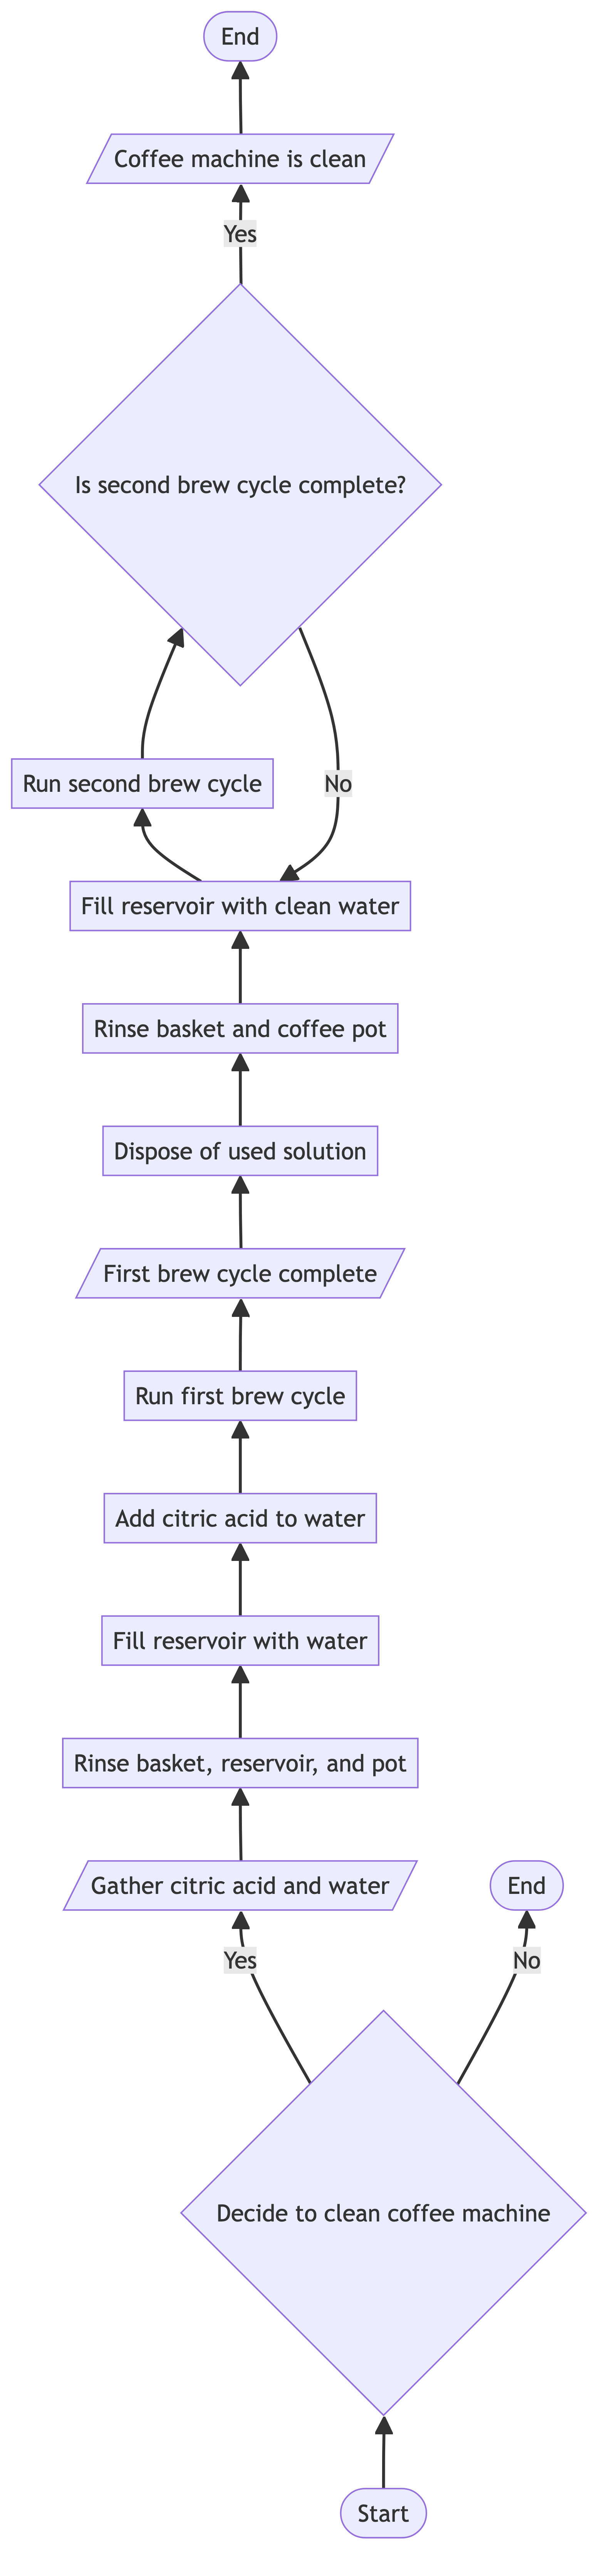 End
Coffee machine is clean
Yes
Is second brew cycle complete?
Run second brew cycle
No
Fill reservoir with clean water
Rinse basket and coffee pot
Dispose of used solution
First brew cycle complete
Run first brew cycle
Add citric acid to water
Fill reservoir with water
Rinse basket, reservoir, and pot
Gather citric acid and water
End
Yes
No
Decide to clean coffee machine
Start